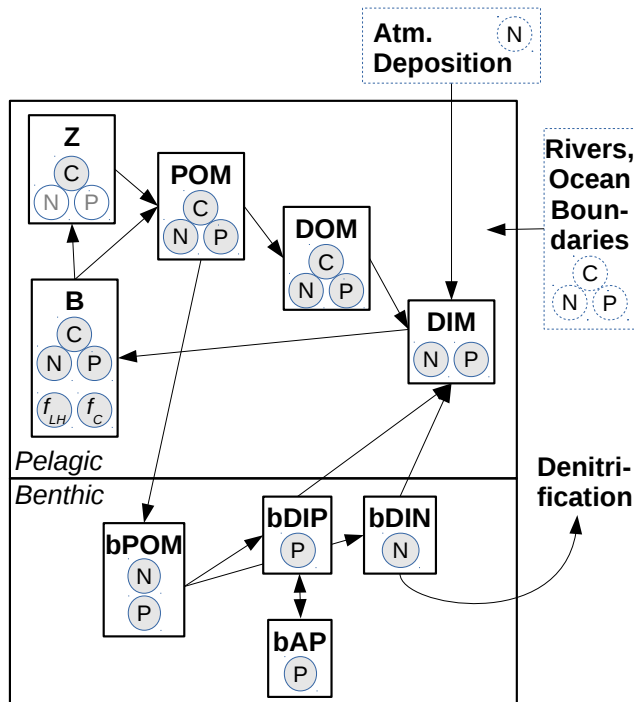 Atm.
Deposition
N
Z
C
N P
POM
C
N P
DOM
C
N P
Rivers,
Ocean
Boun-
daries
C
N P
B
C
N P
fLH fC
DIM
N P
Pelagic
Benthic
Denitri-
fication
bPOM
N
P
bDIP
P
bDIN
N
bAP
P